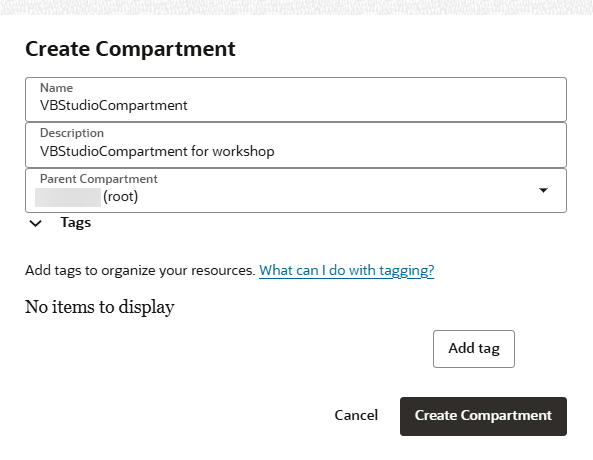 Create Compartment
Name
VBStudioCompartment
Description
VBStudioCompartment for workshop
Parent Compartment
(root)
Tags
Add tags to organize your resources. What can I do with tagging?
No items to display
Add tag
Cancel Create Compartment